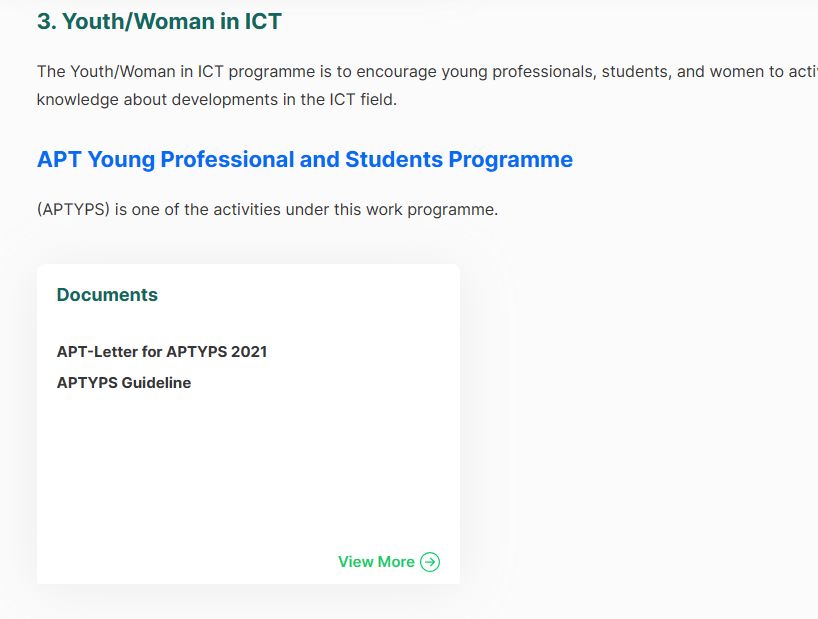 3. Youth/Woman in ICT
The Youth/Woman in ICT programme is to encourage young professionals, students, and women to
knowledge about developments in the ICT field.
APT Young Professional and Students Programme
(APTYPS) is one of the activities under this work programme.
Documents
APT-Letter for APTYPS 2021
APTYPS Guideline
View More